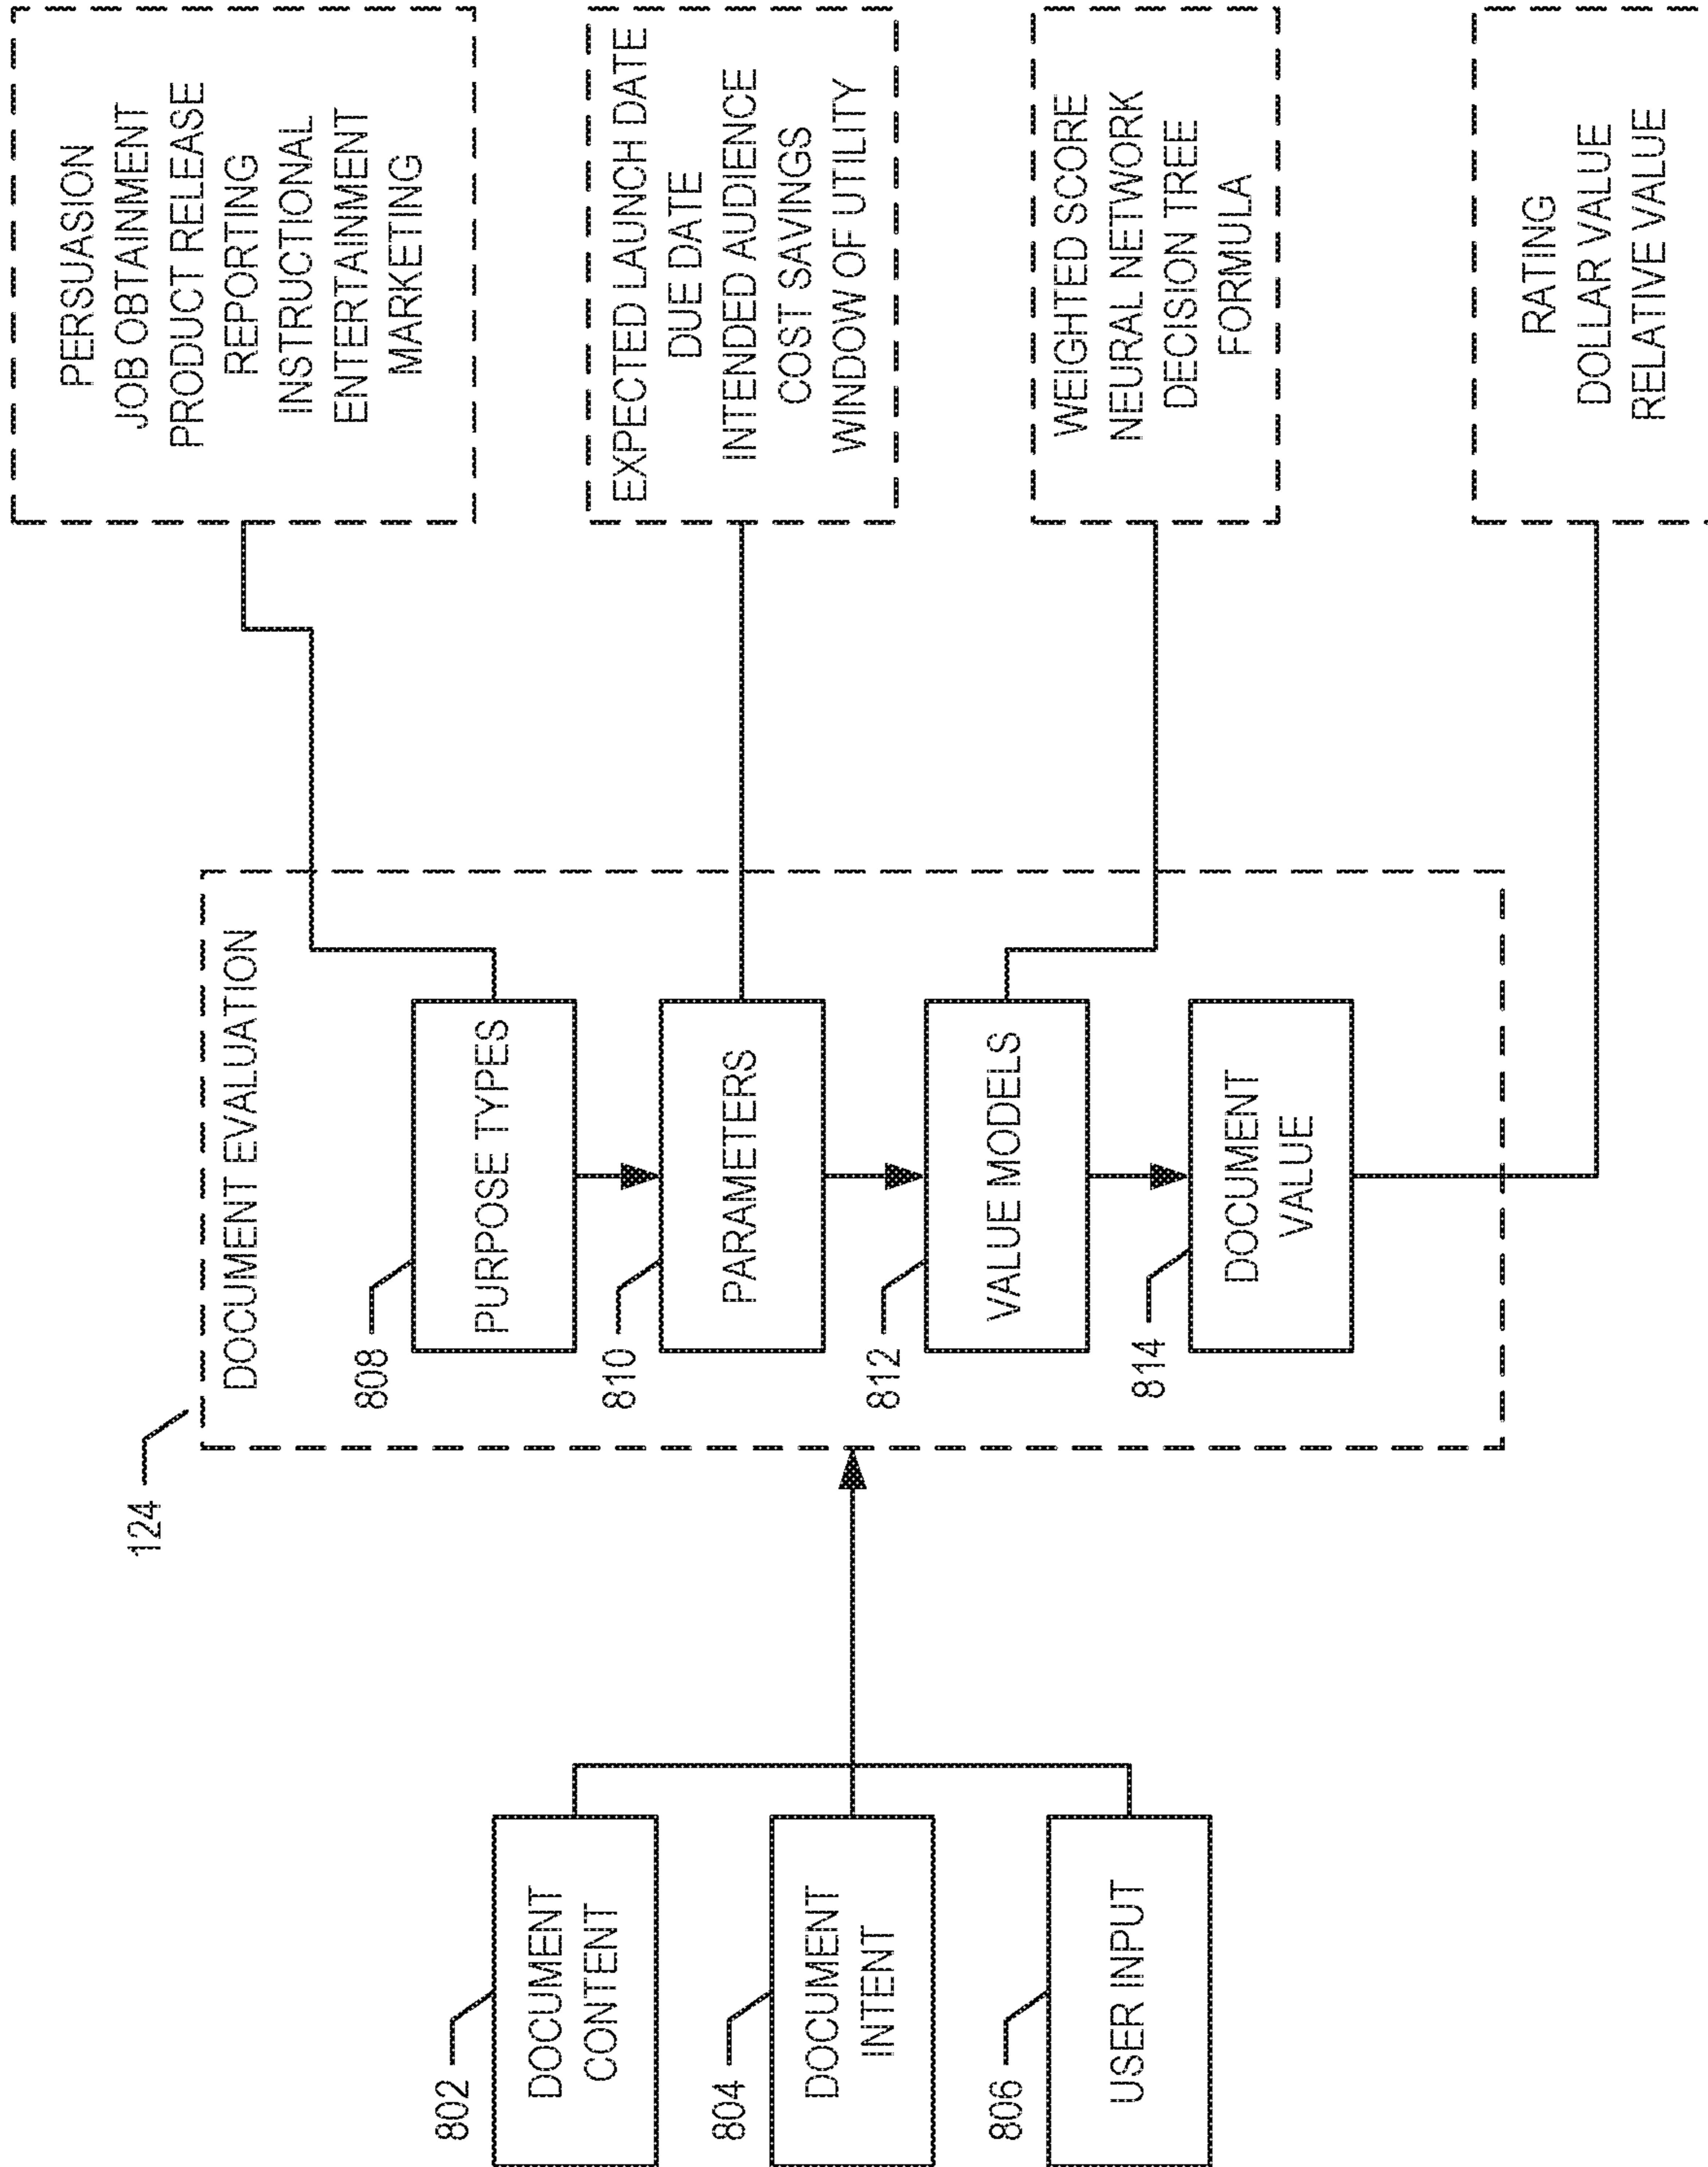 802
DOCUMENT
CONTENT
804
DOCUMENT
INTENT
806
USER INPUT
124
DOCUMENT EVALUATION
808
PURPOSE TYPES
810
PARAMETERS
812
VALUE MODELS
814
DOCUMENT
VALUE
PERSUASION
JOB OBTAINMENT
PRODUCT RELEASE
REPORTING
INSTRUCTIONAL
ENTERTAINMENT
MARKETING
EXPECTED LAUNCH DATE
DUE DATE
INTENDED AUDIENCE
COST SAVINGS
WINDOW OF UTILITY
WEIGHTED SCORE
NEURAL NETWORK
DECISION TREE
FORMULA
RATING
DOLLAR VALUE
RELATIVE VALUE